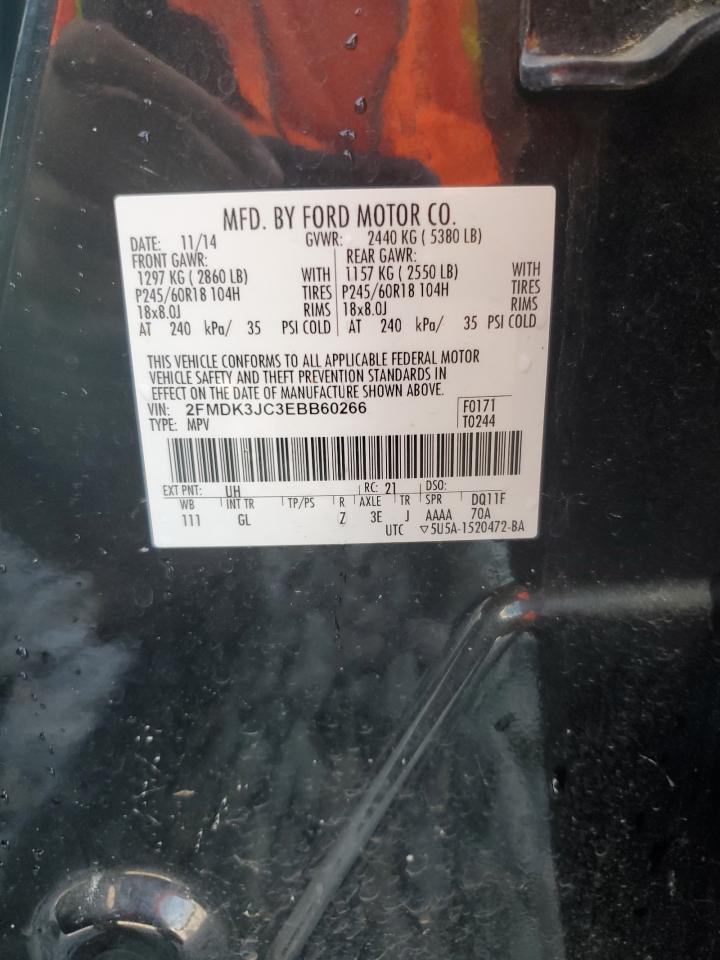 MFD. BY FORD MOTOR CO.
DATE: 11/14 GVWR: 2440 KG ( 5380 LB)
FRONT GAWR: REAR GAWR:
1297 KG ( 2860 LB) WITH 1157 KG ( 2550 LB) WITH
P245/60R18 104H TIRES P245/60R18 104H TIRES
18x8.0J RIMS 18x8.0J RIMS
AT 240 kPa/ 35 PSI COLD AT 240 kPa/ 35 PSI COLD
THIS VEHICLE CONFORMS TO ALL APPLICABLE FEDERAL MOTOR
VEHICLE SAFETY AND THEFT PREVENTION STANDARDS IN
EFFECT ON THE DATE OF MANUFACTURE SHOWN ABOVE.
VIN: 2FMDK3JC3EBB60266 F0171
TYPE: MPV T0244
EXT PNT: UH RC: 21 DSO:
WB INT TR TP/PS R AXLE TR SPR DQ11F
111 GL Z 3E J AAAA 70A
UTC ▽5U5A-1520472-BA